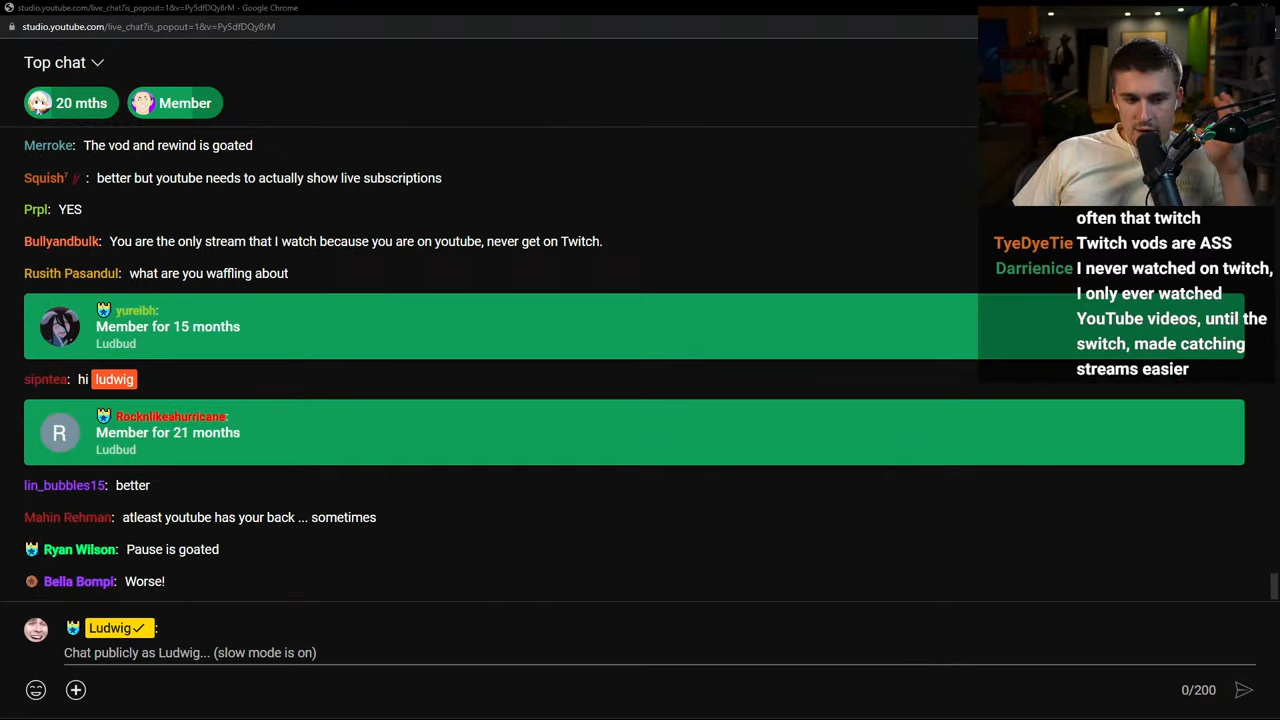 studio.youtube.com/live_chat?is_popout=1&v=Py5dfDQy8rM - Google Chrome
studio.youtube.com/live_chat?is_popout=1&v=Py5dfDQy8rM
Top chat
20 mths
Member
Merroke: The vod and rewind is goated
Squish⁷ : better but youtube needs to actually show live subscriptions
Prpl: YES
Bullyandbulk: You are the only stream that I watch because you are on youtube, never get on Twitch.
Rusith Pasandul: what are you waffling about
yureibh:
Member for 15 months
Ludbud
sipntea: hi ludwig
R
Rocknlikeahurricane:
Member for 21 months
Ludbud
lin_bubbles15: better
Mahin Rehman: atleast youtube has your back ... sometimes
Ryan Wilson: Pause is goated
Bella Bompi: Worse!
Ludwig✓:
Chat publicly as Ludwig... (slow mode is on)
0/200
often that twitch
TyeDyeTie Twitch vods are ASS
Darrienice I never watched on twitch,
I only ever watched
YouTube videos, until the
switch, made catching
streams easier